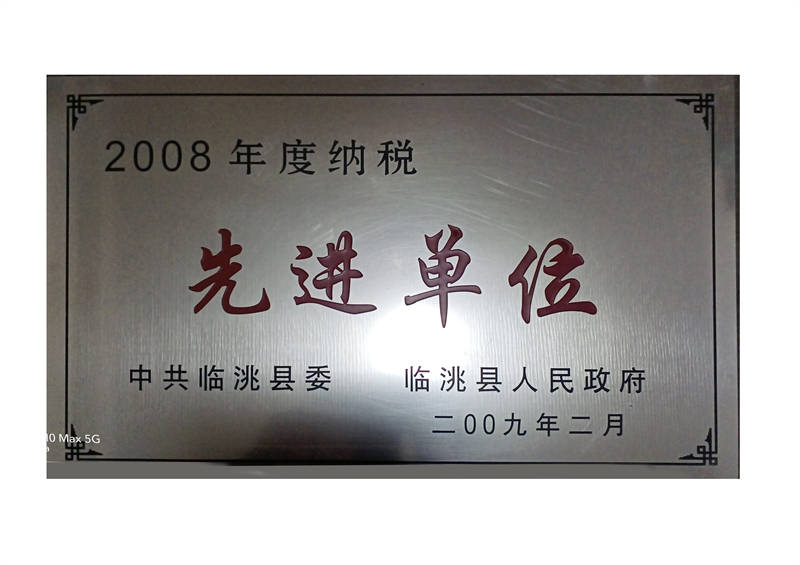 2008年度纳税
先进单位
中共临洮县委 临洮县人民政府
二00九年二月
10 Max 5G